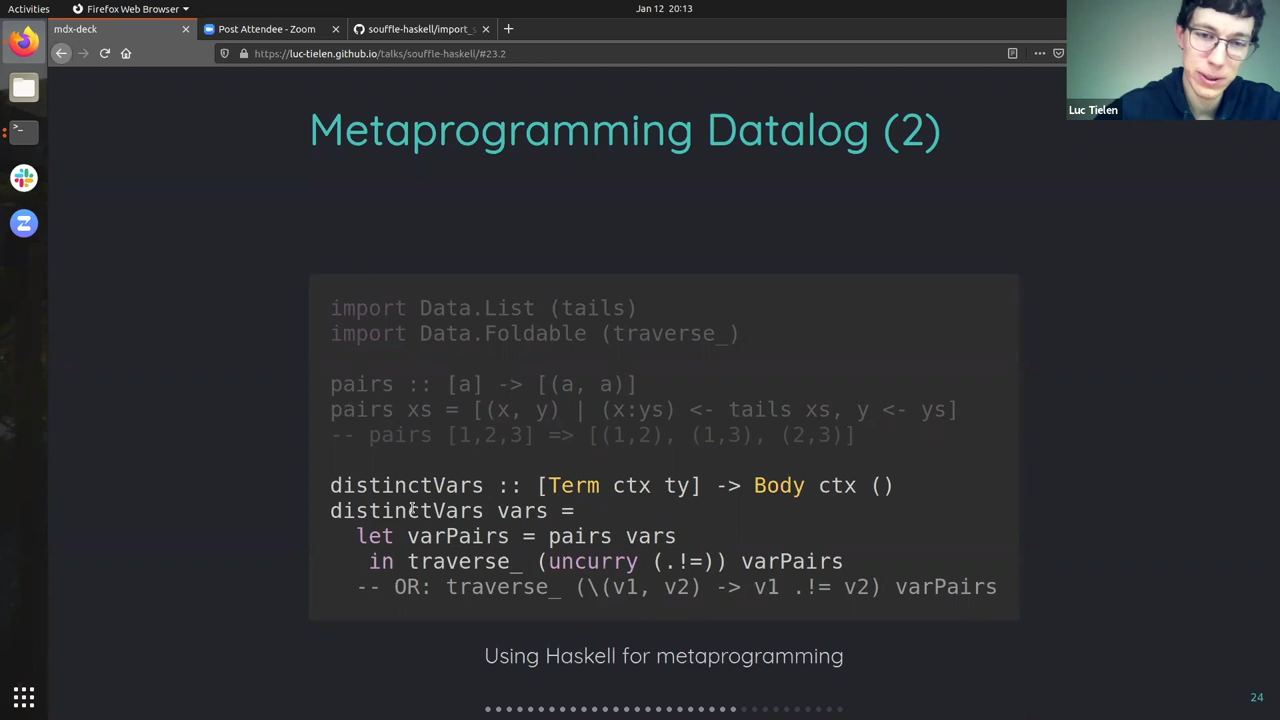 Activities
Firefox Web Browser
Jan 12 20:13
mdx-deck
Post Attendee - Zoom
souffle-haskell/import_s
https://luc-tielen.github.io/talks/souffle-haskell/#23.2
Luc Tielen
Metaprogramming Datalog (2)
import Data.List (tails)
import Data.Foldable (traverse_)
pairs :: [a] -> [(a, a)]
pairs xs = [(x, y) | (x:ys) <- tails xs, y <- ys]
-- pairs [1,2,3] => [(1,2), (1,3), (2,3)]
distinctVars :: [Term ctx ty] -> Body ctx ()
distinctVars vars =
let varPairs = pairs vars
in traverse_ (uncurry (.!=)) varPairs
-- OR: traverse_ (\(v1, v2) -> v1 .!= v2) varPairs
Using Haskell for metaprogramming
24